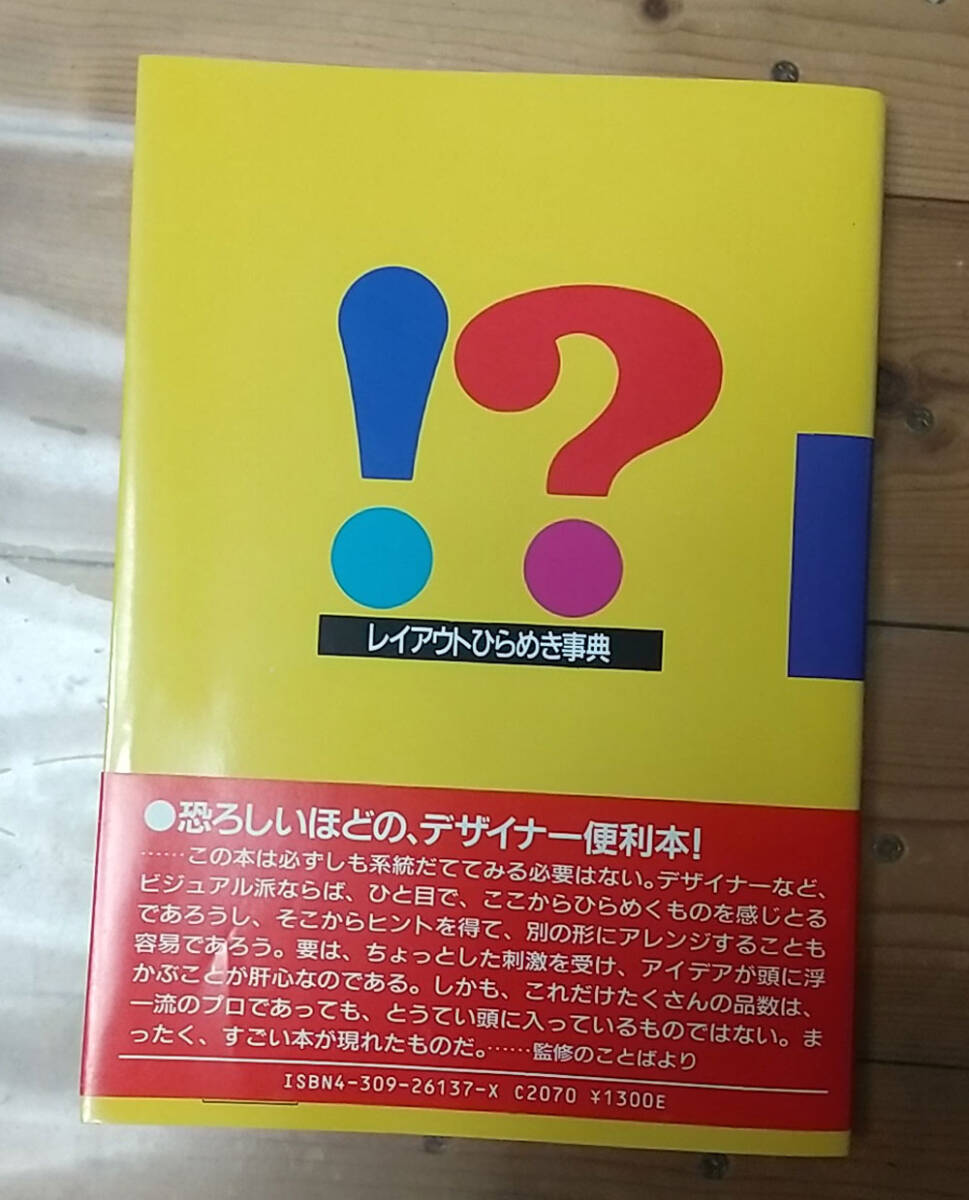 !?
レイアウトひらめき事典
●恐ろしいほどの、デザイナー便利本!
……この本は必ずしも系統だててみる必要はない。デザイナーなど、
ビジュアル派ならば、ひと目で、ここからひらめくものを感じとる
であろうし、そこからヒントを得て、別の形にアレンジすることも
容易であろう。要は、ちょっとした刺激を受け、アイデアが頭に浮
かぶことが肝心なのである。しかも、これだけたくさんの品数は、
一流のプロであっても、とうてい頭に入っているものではない。ま
ったく、すごい本が現れたものだ。……監修のことばより
ISBN4-309-26137-X C2070 ¥1300E